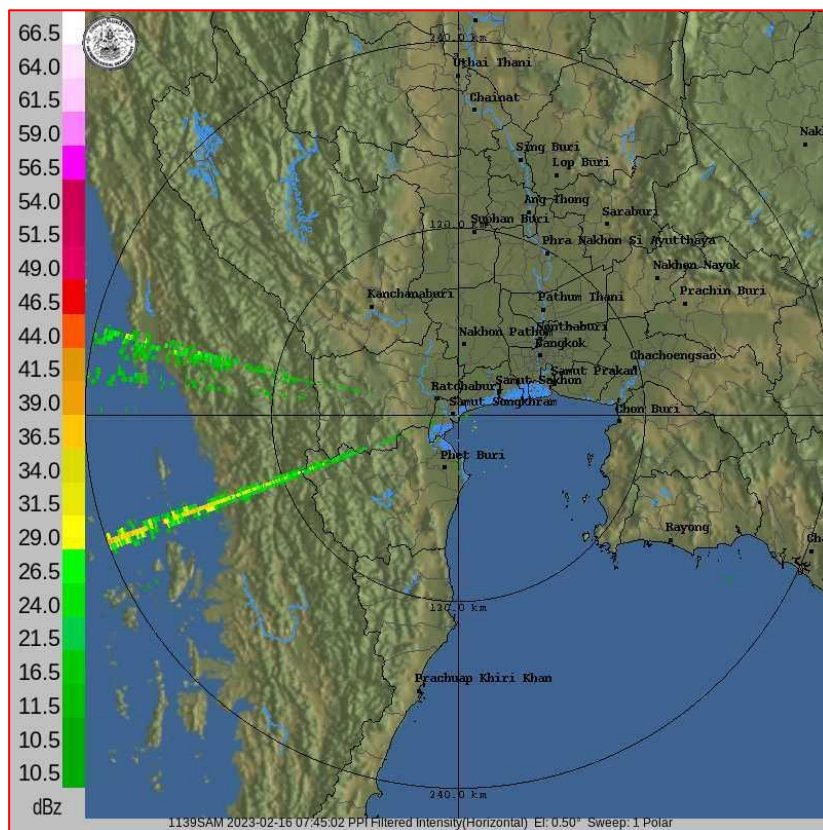 66.5
64.0
61.5
59.0
56.5
54.0
51.5
49.0
46.5
44.0
41.5
39.0
36.5
34.0
31.5
29.0
26.5
24.0
21.5
16.5
11.5
10.5
10.5
dBz
240.0 km
Uthai Thani
Chainat
Sing Buri
Lop Buri
Ang Thong
Suphan Buri
Saraburi
120.0 km
Phra Nakhon Si Ayutthaya
Nakhon Nayok
Kanchanaburi
Pathum Thani
Prachin Buri
Nakhon Pathom
Nonthaburi
Bangkok
Chachoengsao
Samut Prakan
Ratchaburi
Samut Sakhon
Samut Songkhram
Chon Buri
Phet Buri
Rayong
120.0 km
Prachuap Khiri Khan
240.0 km
1139SAM 2023-02-16 07:45:02 PPI Filtered Intensity(Horizontal) El: 0.50° Sweep: 1 Polar